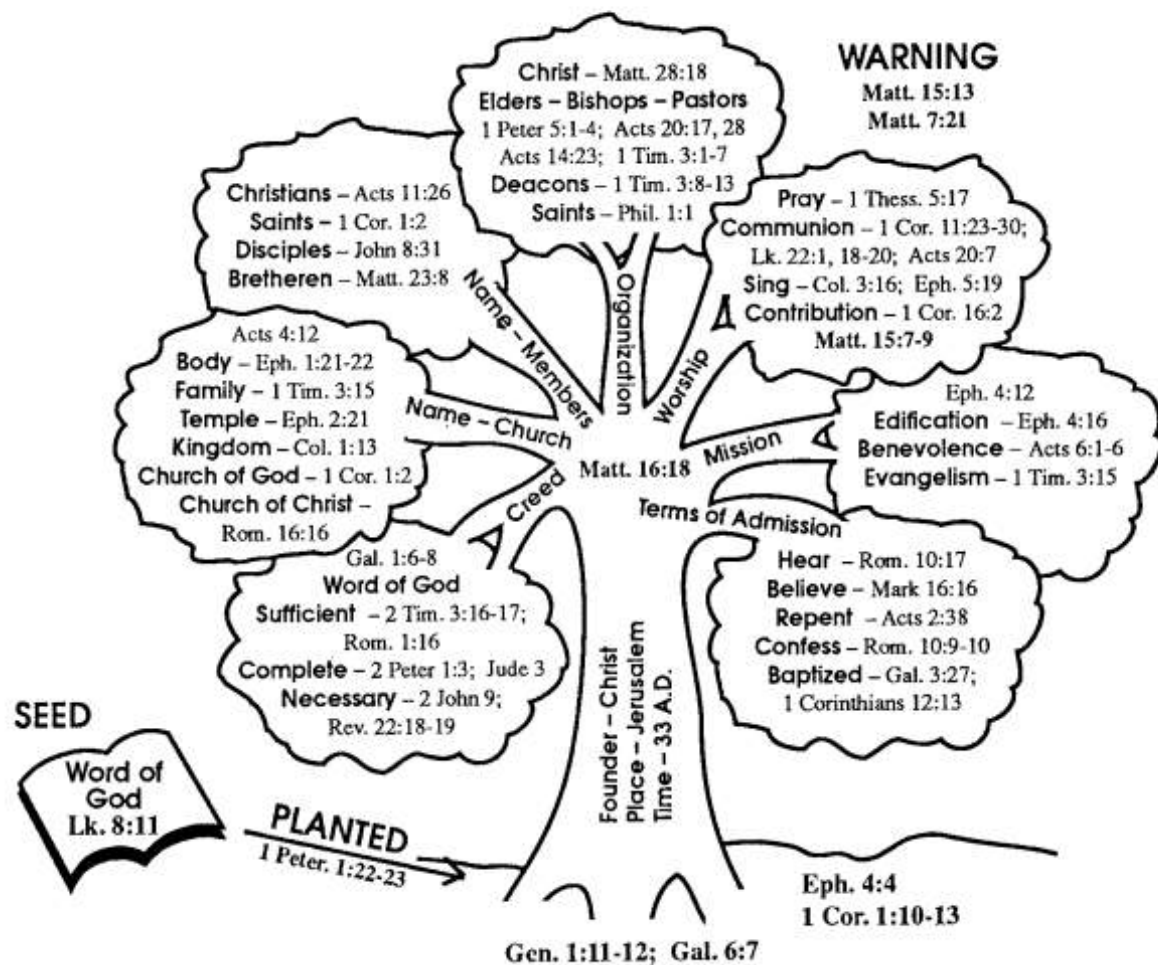 WARNING
Matt. 15:13
Matt. 7:21
Christ – Matt. 28:18
Elders – Bishops – Pastors
1 Peter 5:1-4; Acts 20:17, 28
Acts 14:23; 1 Tim. 3:1-7
Deacons – 1 Tim. 3:8-13
Saints – Phil. 1:1
Organization
Christians – Acts 11:26
Saints – 1 Cor. 1:2
Disciples – John 8:31
Bretheren – Matt. 23:8
Name – Members
Pray – 1 Thess. 5:17
Communion – 1 Cor. 11:23-30;
Lk. 22:1, 18-20; Acts 20:7
Sing – Col. 3:16; Eph. 5:19
Contribution – 1 Cor. 16:2
Matt. 15:7-9
Worship
Acts 4:12
Body – Eph. 1:21-22
Family – 1 Tim. 3:15
Temple – Eph. 2:21
Kingdom – Col. 1:13
Church of God – 1 Cor. 1:2
Church of Christ –
Rom. 16:16
Name – Church
Eph. 4:12
Edification – Eph. 4:16
Benevolence – Acts 6:1-6
Evangelism – 1 Tim. 3:15
Mission
Matt. 16:18
Gal. 1:6-8
Word of God
Sufficient – 2 Tim. 3:16-17;
Rom. 1:16
Complete – 2 Peter 1:3; Jude 3
Necessary – 2 John 9;
Rev. 22:18-19
Creed
Terms of Admission
Hear – Rom. 10:17
Believe – Mark 16:16
Repent – Acts 2:38
Confess – Rom. 10:9-10
Baptized – Gal. 3:27;
1 Corinthians 12:13
Founder – Christ
Place – Jerusalem
Time – 33 A.D.
SEED
Word of
God
Lk. 8:11
PLANTED
1 Peter. 1:22-23
Eph. 4:4
1 Cor. 1:10-13
Gen. 1:11-12; Gal. 6:7